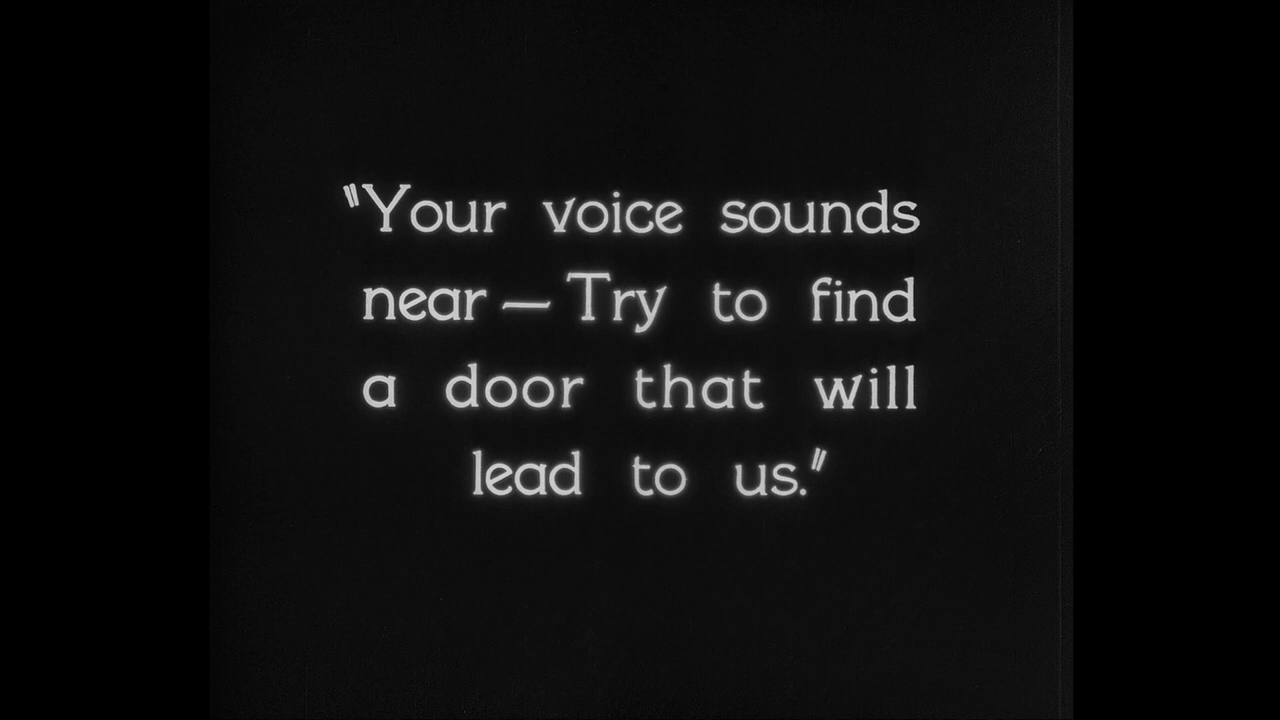 "Your voice sounds
near — Try to find
a door that will
lead to us."